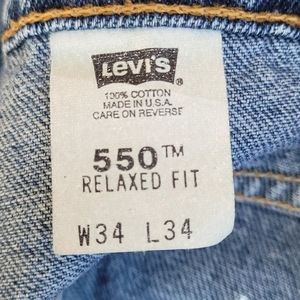 Levi's ®
100% COTTON
MADE IN U.S.A.
CARE ON REVERSE
550™
RELAXED FIT
W34 L34